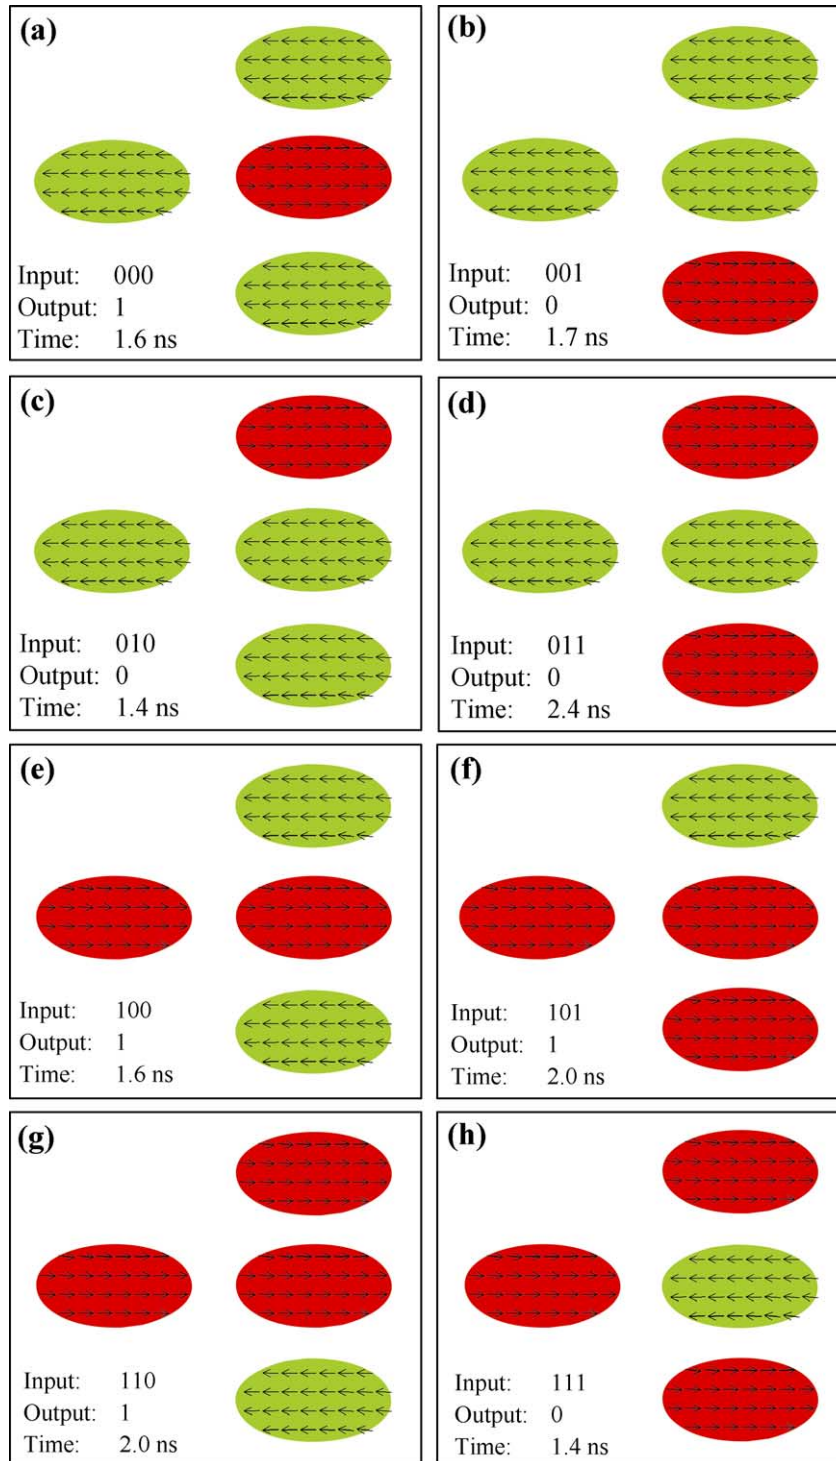 (a)
Input: 000
Output: 1
Time: 1.6 ns
(b)
Input: 001
Output: 0
Time: 1.7 ns
(c)
Input: 010
Output: 0
Time: 1.4 ns
(d)
Input: 011
Output: 0
Time: 2.4 ns
(e)
Input: 100
Output: 1
Time: 1.6 ns
(f)
Input: 101
Output: 1
Time: 2.0 ns
(g)
Input: 110
Output: 1
Time: 2.0 ns
(h)
Input: 111
Output: 0
Time: 1.4 ns